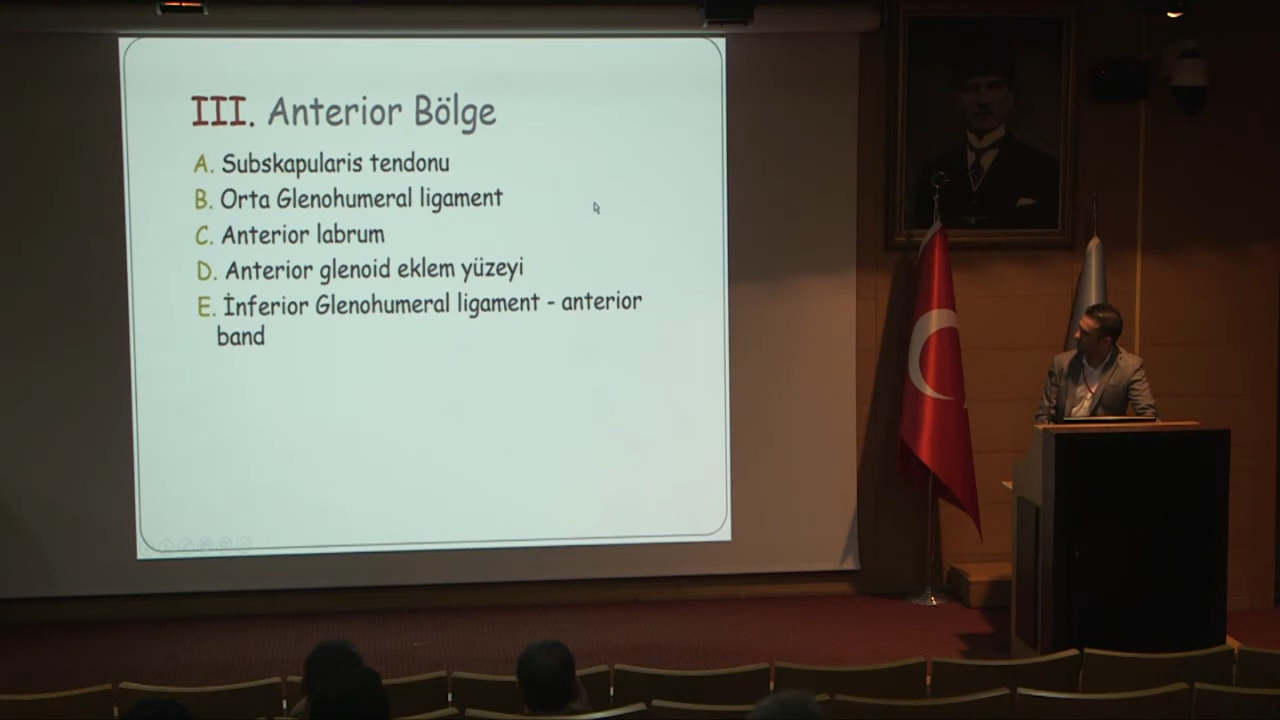 III. Anterior Bölge
A. Subskapularis tendonu
B. Orta Glenohumeral ligament
C. Anterior labrum
D. Anterior glenoid eklem yüzeyi
E. İnferior Glenohumeral ligament - anterior
band